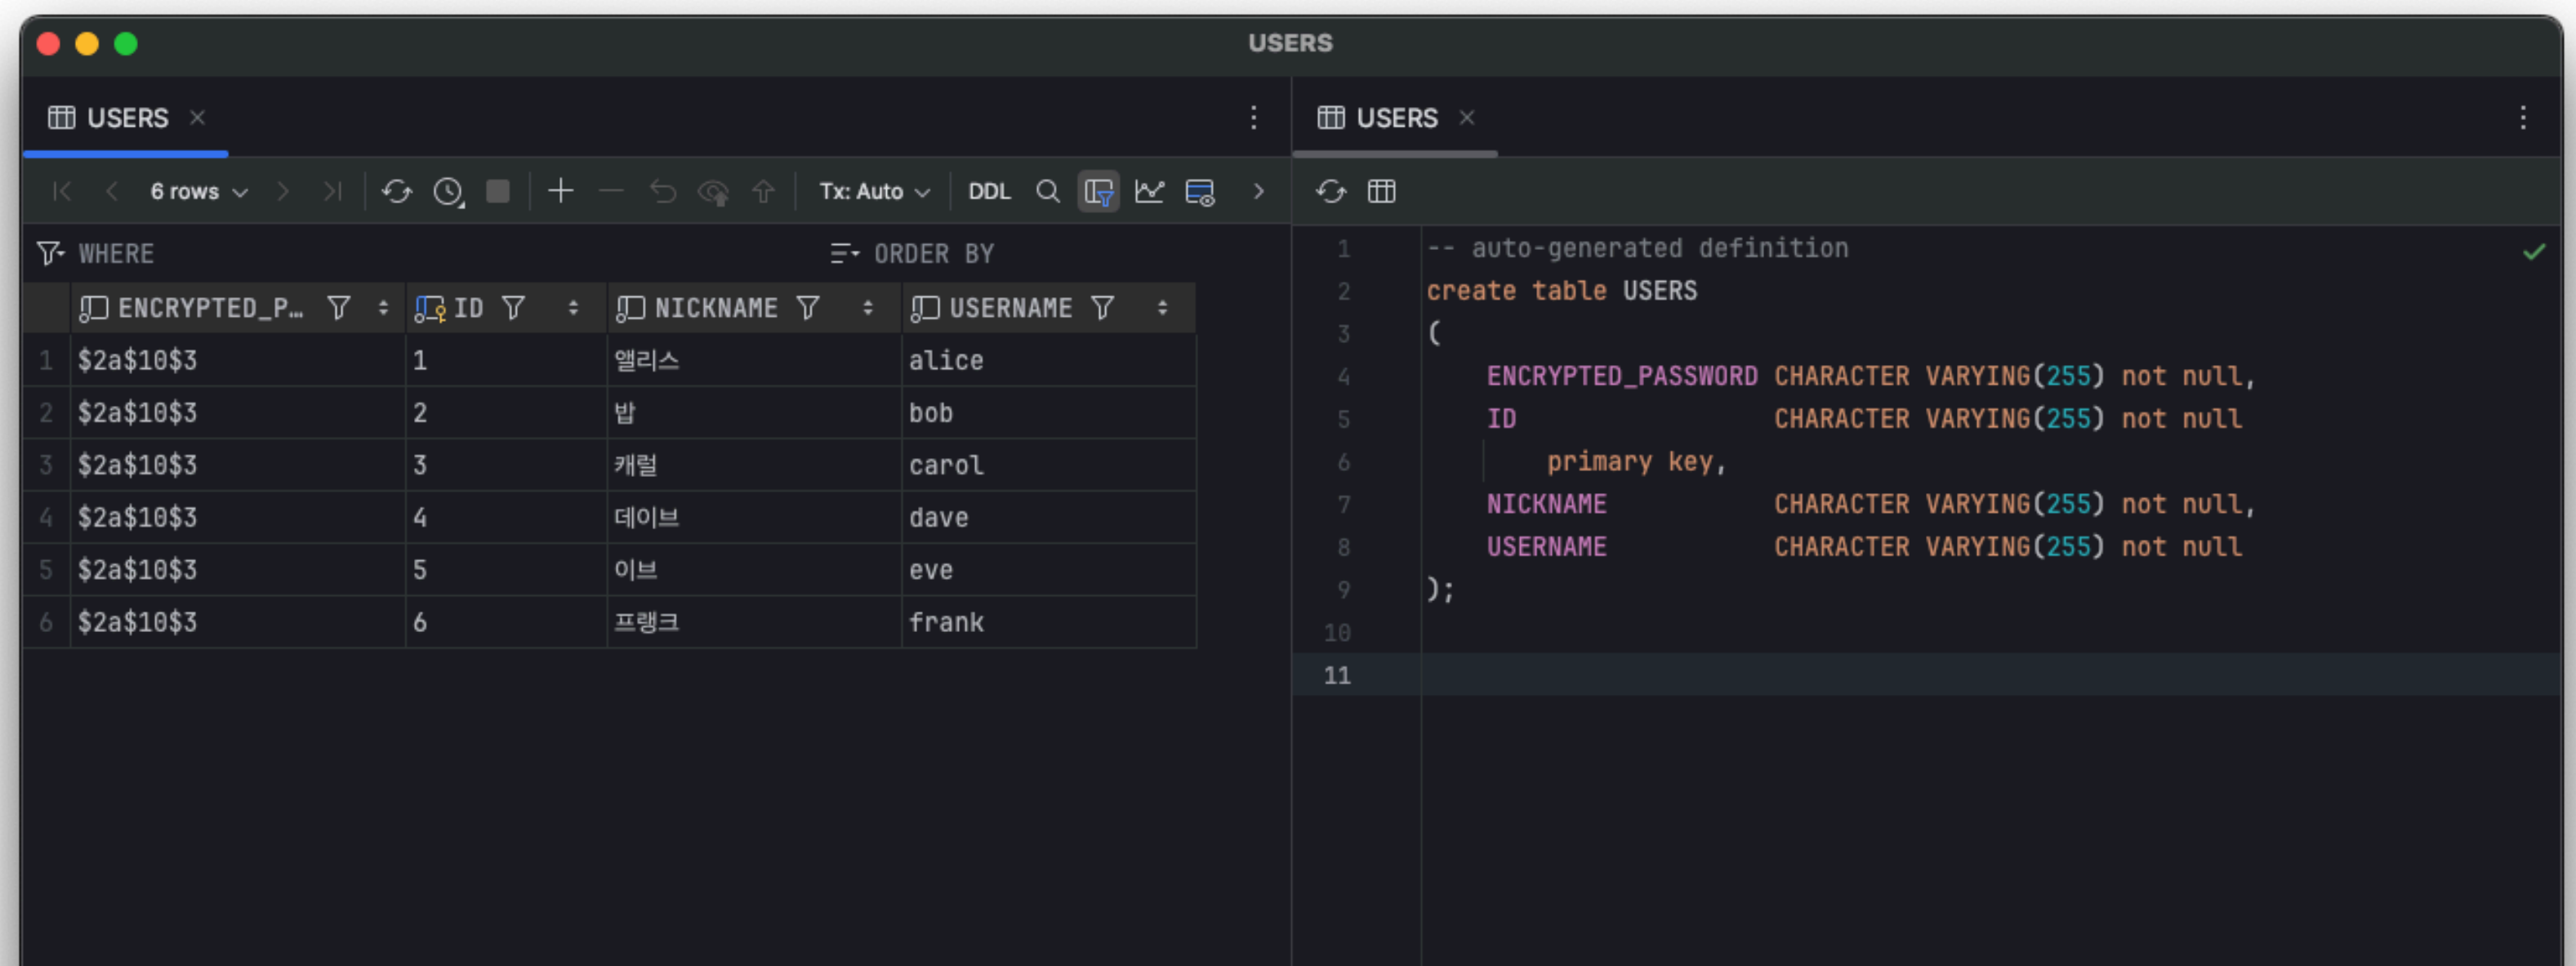 USERS
USERS
6 rows
Tx: Auto
DDL
WHERE
ORDER BY
ENCRYPTED_P… ID NICKNAME USERNAME
1 $2a$10$3 1 앨리스 alice
2 $2a$10$3 2 밥 bob
3 $2a$10$3 3 캐럴 carol
4 $2a$10$3 4 데이브 dave
5 $2a$10$3 5 이브 eve
6 $2a$10$3 6 프랭크 frank
USERS
1 -- auto-generated definition
2 create table USERS
3 (
4 ENCRYPTED_PASSWORD CHARACTER VARYING(255) not null,
5 ID CHARACTER VARYING(255) not null
6 primary key,
7 NICKNAME CHARACTER VARYING(255) not null,
8 USERNAME CHARACTER VARYING(255) not null
9 );
10
11